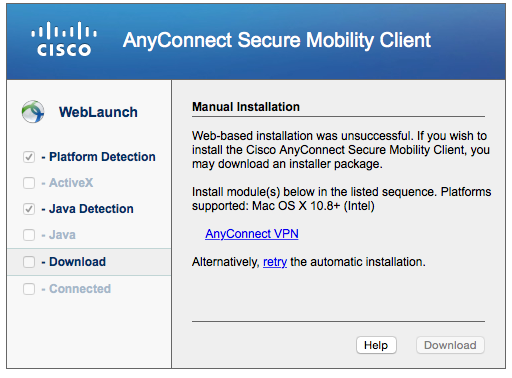 CISCO
AnyConnect Secure Mobility Client
WebLaunch
- Platform Detection
- ActiveX
- Java Detection
- Java
- Download
- Connected
Manual Installation
Web-based installation was unsuccessful. If you wish to
install the Cisco AnyConnect Secure Mobility Client, you
may download an installer package.
Install module(s) below in the listed sequence. Platforms
supported: Mac OS X 10.8+ (Intel)
AnyConnect VPN
Alternatively, retry the automatic installation.
Help
Download